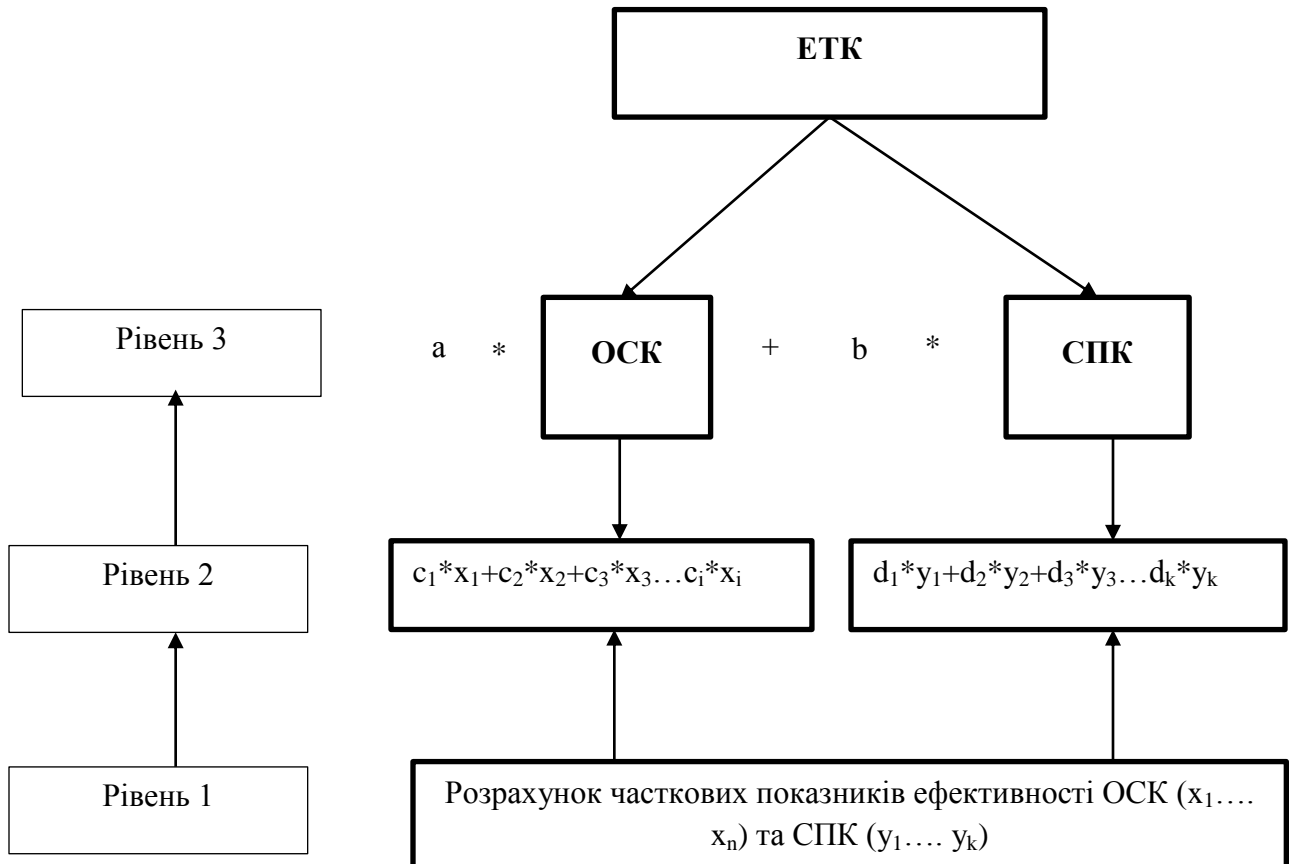 ЕТК
Рівень 3
a * ОСК + b * СПК
Рівень 2
c₁*x₁+c₂*x₂+c₃*x₃…cᵢ*xᵢ
d₁*y₁+d₂*y₂+d₃*y₃…dₖ*yₖ
Рівень 1
Розрахунок часткових показників ефективності ОСК (x₁….
xₙ) та СПК (y₁…. yₖ)